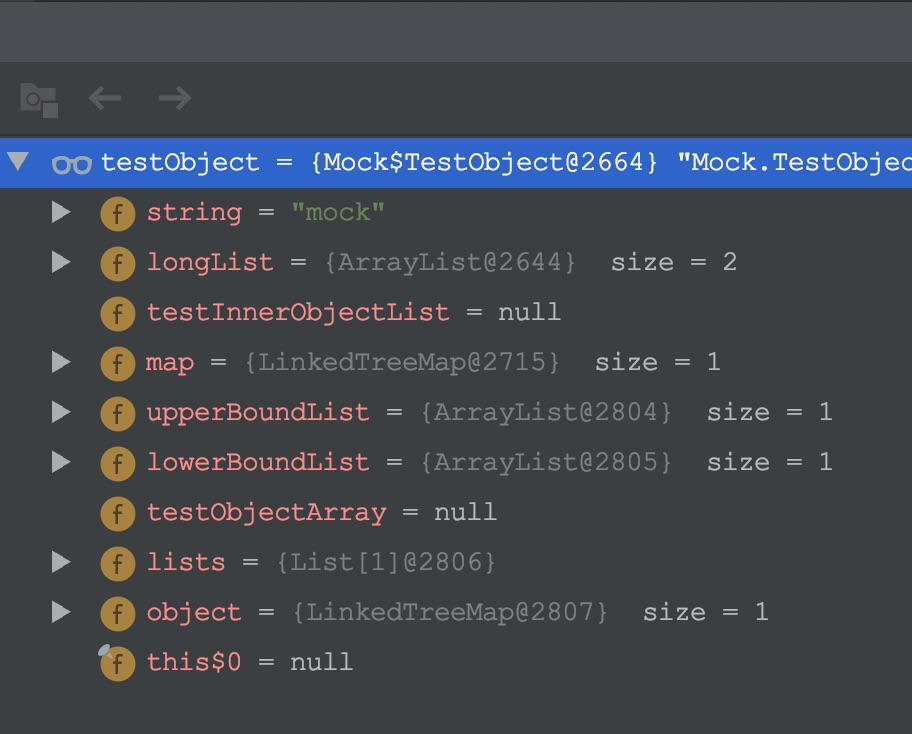 testObject = {Mock$TestObject@2664} "Mock.TestObjec
f string = "mock"
f longList = {ArrayList@2644} size = 2
f testInnerObjectList = null
f map = {LinkedTreeMap@2715} size = 1
f upperBoundList = {ArrayList@2804} size = 1
f lowerBoundList = {ArrayList@2805} size = 1
f testObjectArray = null
f lists = {List[1]@2806}
f object = {LinkedTreeMap@2807} size = 1
f this$0 = null